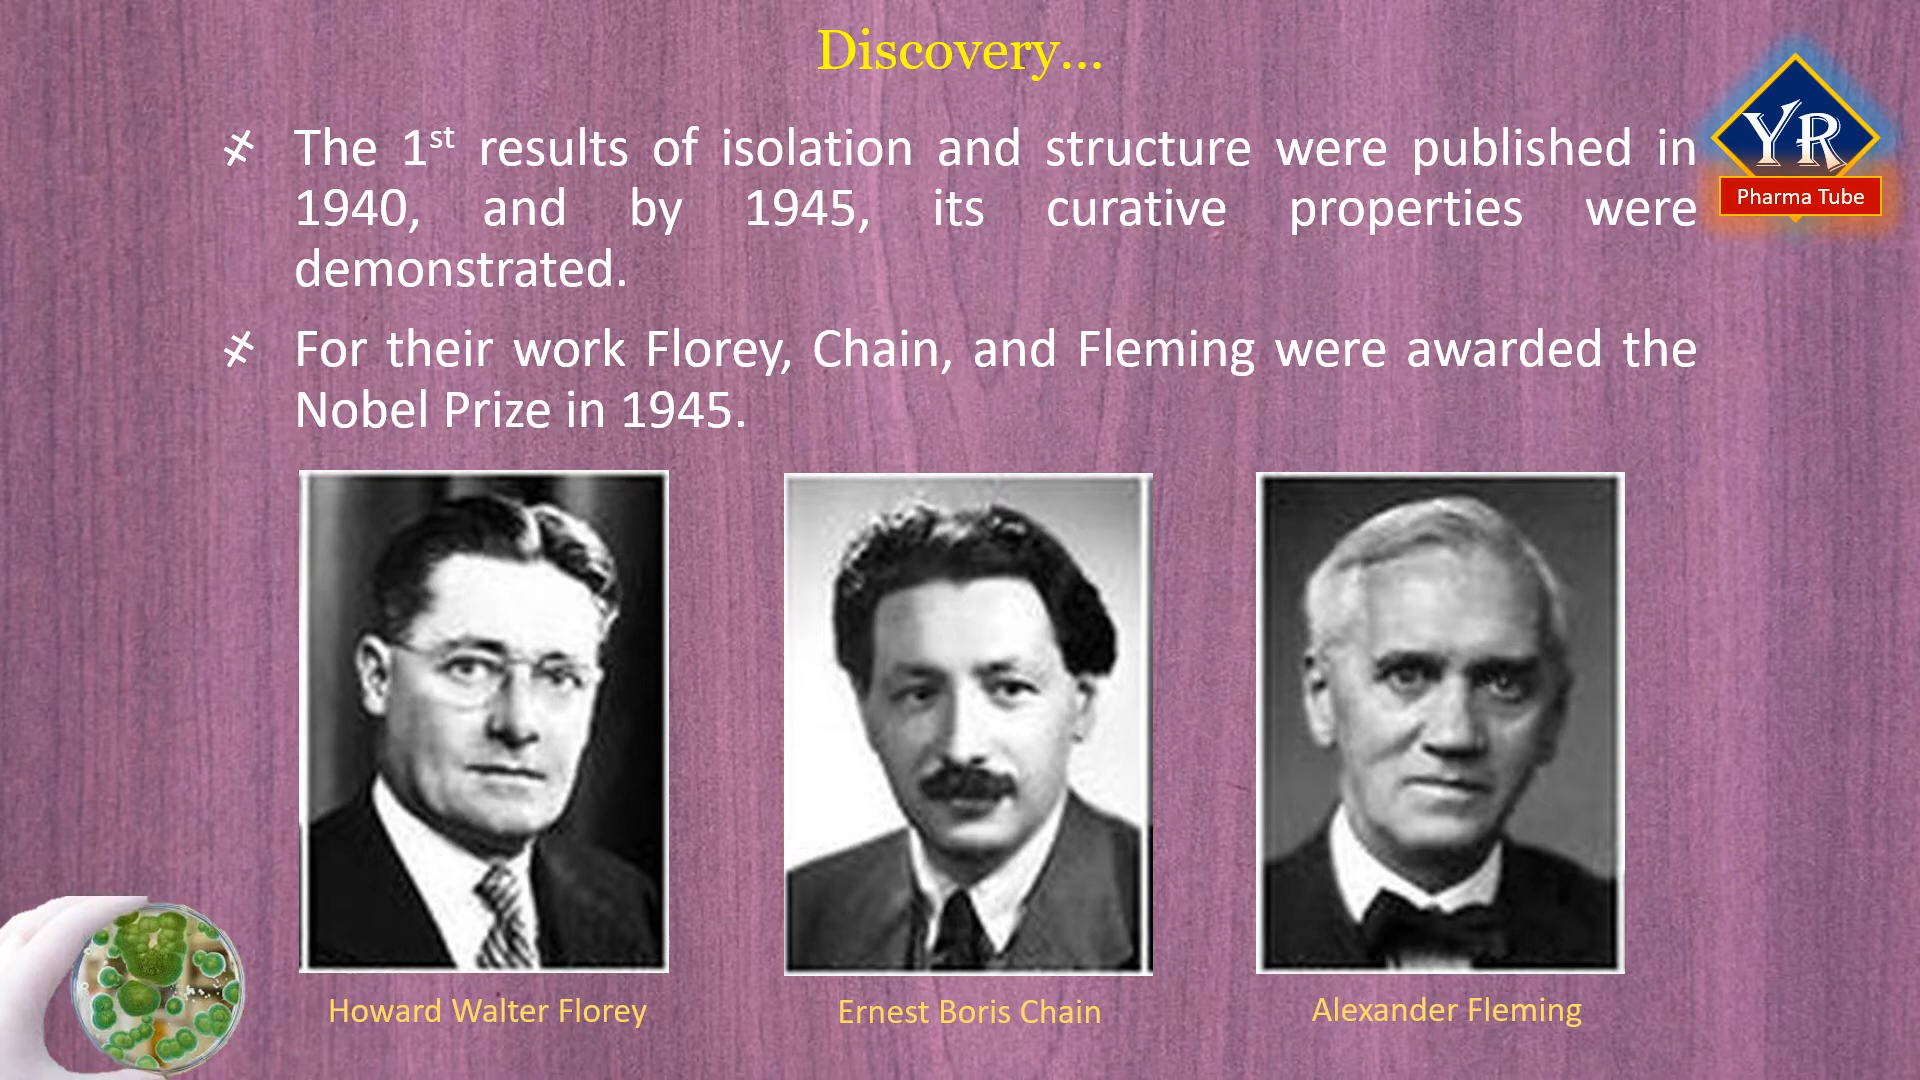 Discovery...
YR
Pharma Tube
The 1st results of isolation and structure were published in
1940, and by 1945, its curative properties were
demonstrated.
For their work Florey, Chain, and Fleming were awarded the
Nobel Prize in 1945.
Howard Walter Florey
Ernest Boris Chain
Alexander Fleming